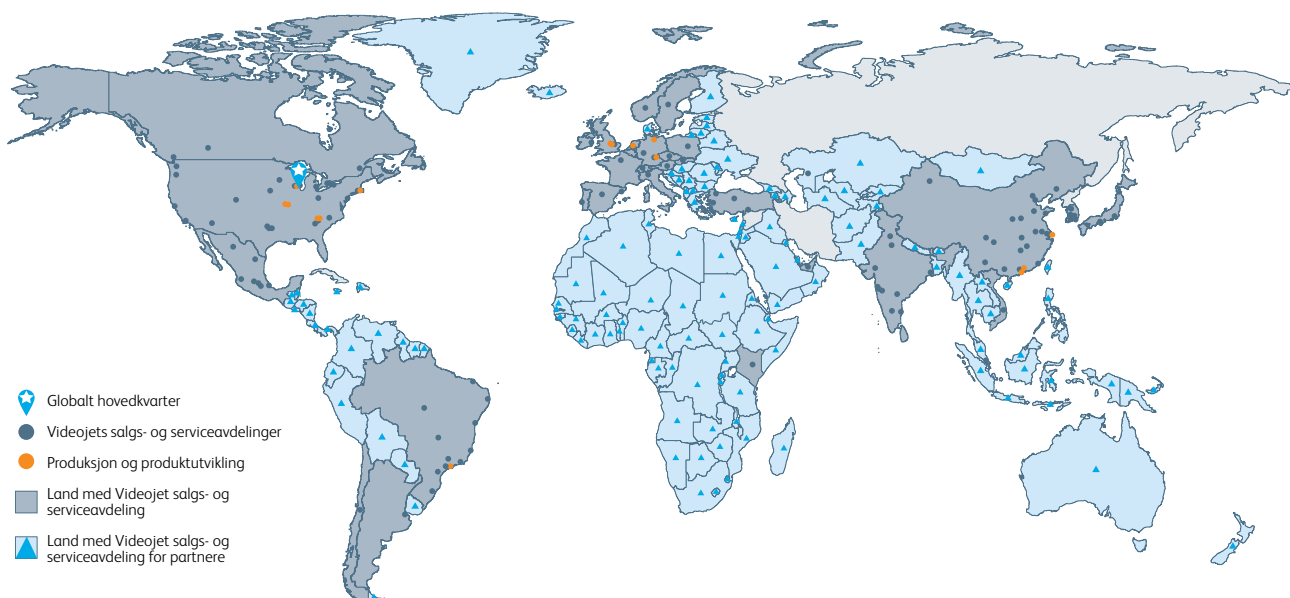 Globalt hovedkvarter
Videojets salgs- og serviceavdelinger
Produksjon og produktutvikling
Land med Videojet salgs- og
serviceavdeling
Land med Videojet salgs- og
serviceavdeling for partnere